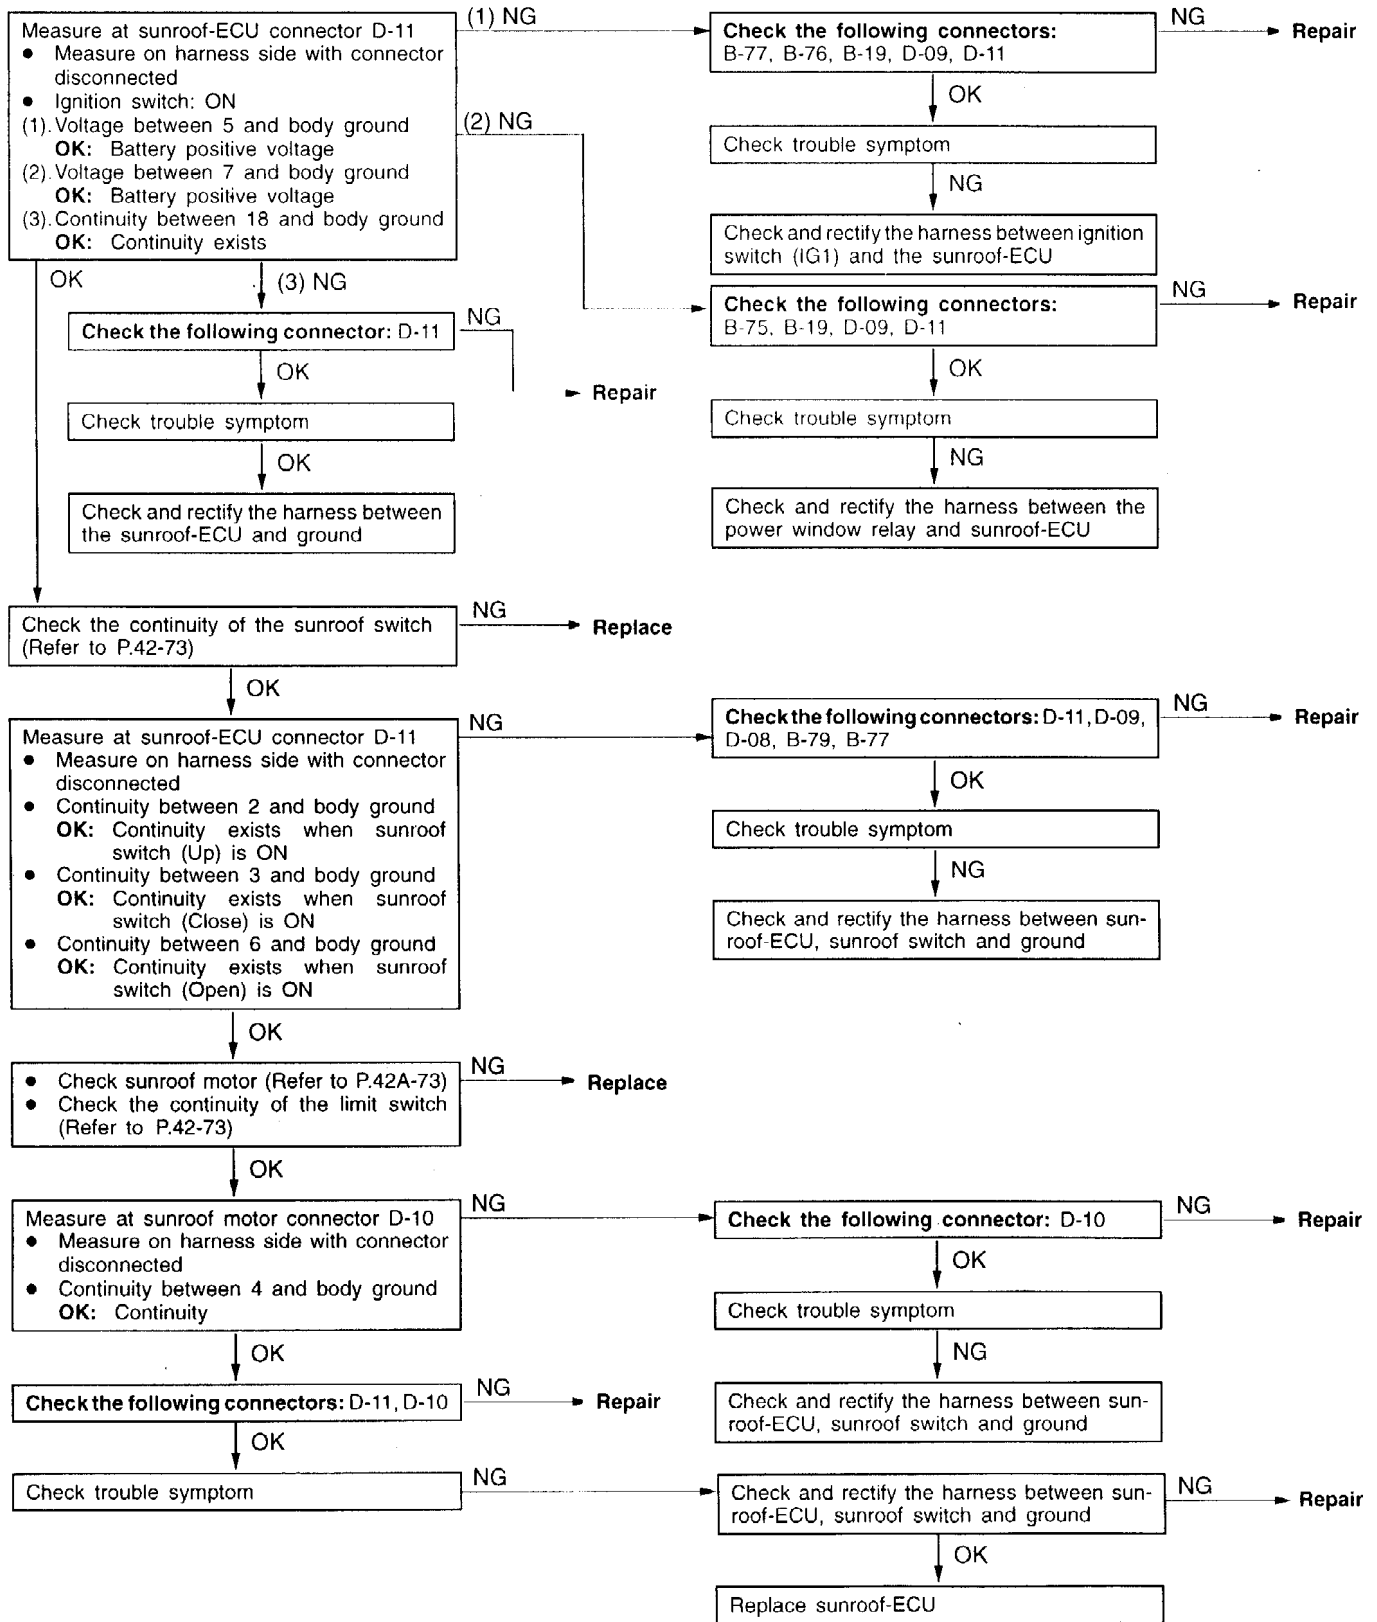 Measure at sunroof-ECU connector D-11
● Measure on harness side with connector
disconnected
● Ignition switch: ON
(1). Voltage between 5 and body ground
OK: Battery positive voltage
(2). Voltage between 7 and body ground
OK: Battery positive voltage
(3). Continuity between 18 and body ground
OK: Continuity exists
(1) NG
Check the following connectors:
B-77, B-76, B-19, D-09, D-11
NG
Repair
OK
Check trouble symptom
NG
Check and rectify the harness between ignition
switch (IG1) and the sunroof-ECU
(2) NG
Check the following connectors:
B-75, B-19, D-09, D-11
NG
Repair
OK
Check trouble symptom
NG
Check and rectify the harness between the
power window relay and sunroof-ECU
OK
(3) NG
Check the following connector: D-11
NG
Repair
OK
Check trouble symptom
OK
Check and rectify the harness between
the sunroof-ECU and ground
Check the continuity of the sunroof switch
(Refer to P.42-73)
NG
Replace
OK
Measure at sunroof-ECU connector D-11
● Measure on harness side with connector
disconnected
● Continuity between 2 and body ground
OK: Continuity exists when sunroof
switch (Up) is ON
● Continuity between 3 and body ground
OK: Continuity exists when sunroof
switch (Close) is ON
● Continuity between 6 and body ground
OK: Continuity exists when sunroof
switch (Open) is ON
NG
Check the following connectors: D-11, D-09,
D-08, B-79, B-77
NG
Repair
OK
Check trouble symptom
NG
Check and rectify the harness between sun-
roof-ECU, sunroof switch and ground
OK
● Check sunroof motor (Refer to P.42A-73)
● Check the continuity of the limit switch
(Refer to P.42-73)
NG
Replace
OK
Measure at sunroof motor connector D-10
● Measure on harness side with connector
disconnected
● Continuity between 4 and body ground
OK: Continuity
NG
Check the following connector: D-10
NG
Repair
OK
Check trouble symptom
NG
Check and rectify the harness between sun-
roof-ECU, sunroof switch and ground
OK
Check the following connectors: D-11, D-10
NG
Repair
OK
Check trouble symptom
NG
Check and rectify the harness between sun-
roof-ECU, sunroof switch and ground
NG
Repair
OK
Replace sunroof-ECU